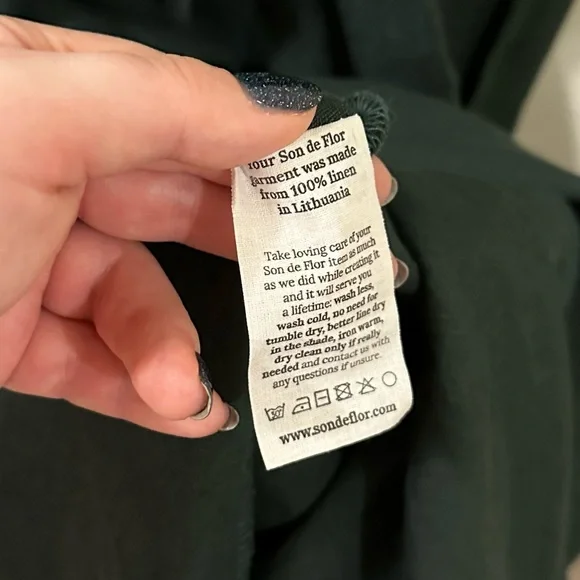 Your Son de Flor
garment was made
from 100% linen
in Lithuania
Take loving care of your
Son de Flor item as much
as we did while creating it
and it will serve you
a lifetime: wash less,
wash cold, no need for
tumble dry, better line dry
in the shade, iron warm,
dry clean only if really
needed and contact us with
any questions if unsure.
30
www.sondeflor.com